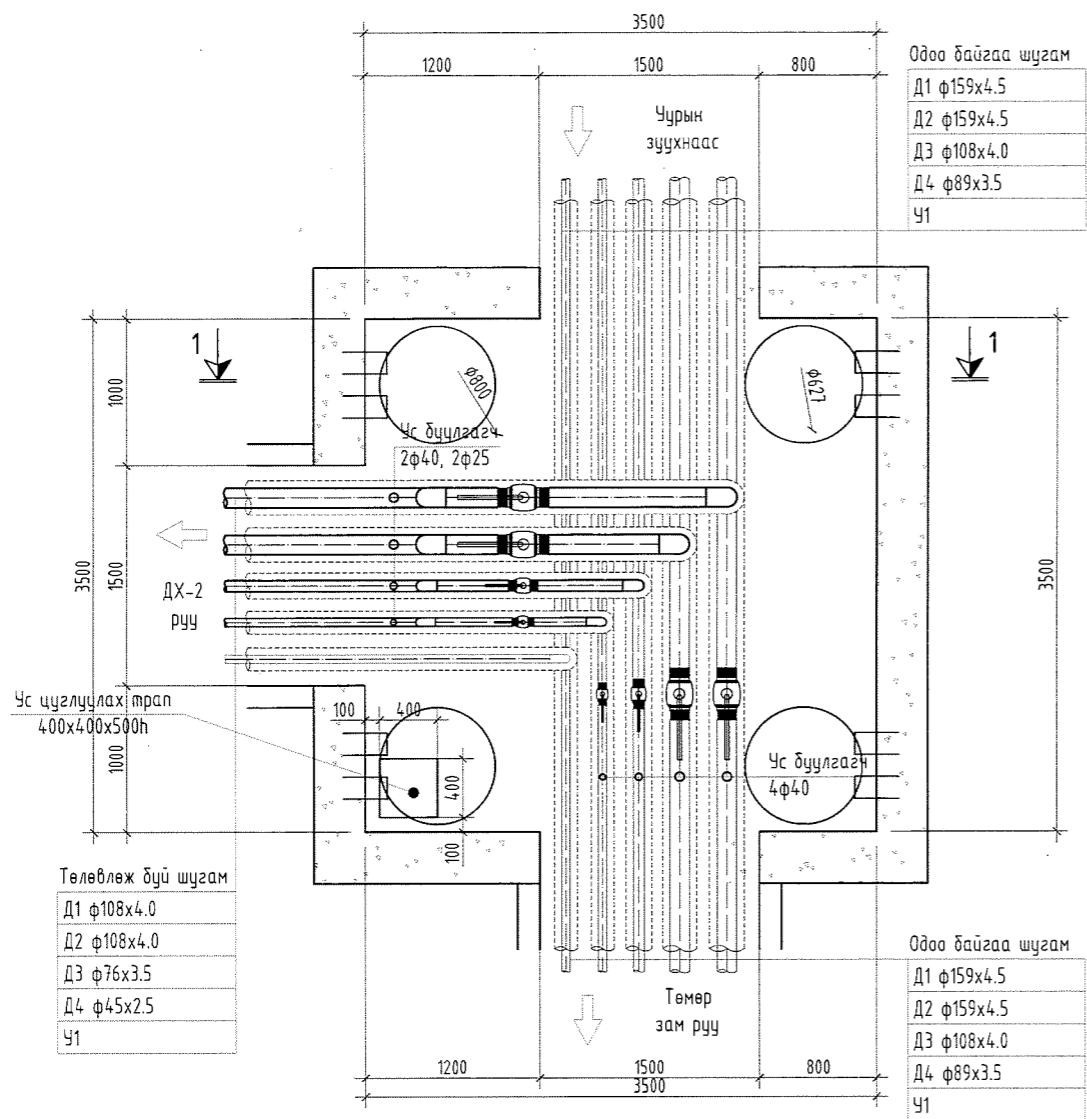 3500
1200
1500
800
Одоо байгаа шугам
Д1 ф159х4.5
Д2 ф159х4.5
Д3 ф108х4.0
Д4 ф89х3.5
У1
Уурын
зуухнаас
1
1
1000
ф800
ф627
Ус буулгагч
2ф40, 2ф25
3500
1500
3500
ДХ-2
руу
Ус цуглуулах трап
400х400х500h
100
400
1000
400
100
Ус буулгагч
4ф40
Төлөвлөж буй шугам
Д1 ф108х4.0
Д2 ф108х4.0
Д3 ф76х3.5
Д4 ф45х2.5
У1
Төмөр
зам руу
Одоо байгаа шугам
Д1 ф159х4.5
Д2 ф159х4.5
Д3 ф108х4.0
Д4 ф89х3.5
У1
1200
1500
800
3500